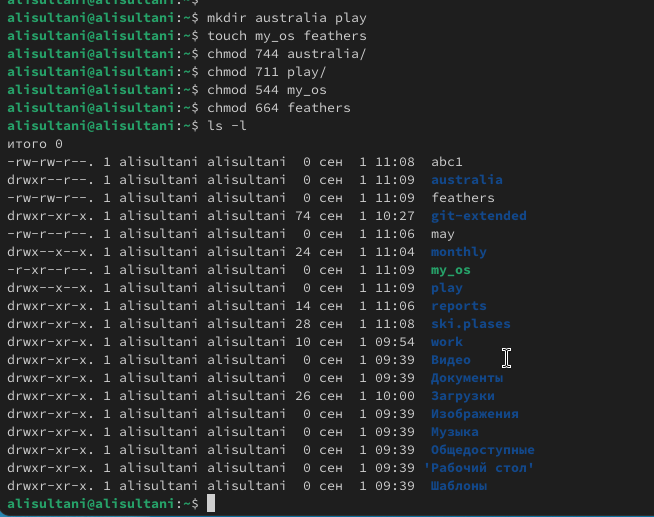 alisultani@alisultani:~$
alisultani@alisultani:~$ mkdir australia play
alisultani@alisultani:~$ touch my_os feathers
alisultani@alisultani:~$ chmod 744 australia/
alisultani@alisultani:~$ chmod 711 play/
alisultani@alisultani:~$ chmod 544 my_os
alisultani@alisultani:~$ chmod 664 feathers
alisultani@alisultani:~$ ls -l
итого 0
-rw-rw-r--. 1 alisultani alisultani  0 сен  1 11:08  abc1
drwxr--r--. 1 alisultani alisultani  0 сен  1 11:09  australia
-rw-rw-r--. 1 alisultani alisultani  0 сен  1 11:09  feathers
drwxr-xr-x. 1 alisultani alisultani 74 сен  1 10:27  git-extended
-rw-r--r--. 1 alisultani alisultani  0 сен  1 11:06  may
drwx--x--x. 1 alisultani alisultani 24 сен  1 11:04  monthly
-r-xr--r--. 1 alisultani alisultani  0 сен  1 11:09  my_os
drwx--x--x. 1 alisultani alisultani  0 сен  1 11:09  play
drwxr-xr-x. 1 alisultani alisultani 14 сен  1 11:06  reports
drwxr-xr-x. 1 alisultani alisultani 28 сен  1 11:08  ski.plases
drwxr-xr-x. 1 alisultani alisultani 10 сен  1 09:54  work
drwxr-xr-x. 1 alisultani alisultani  0 сен  1 09:39  Видео
drwxr-xr-x. 1 alisultani alisultani  0 сен  1 09:39  Документы
drwxr-xr-x. 1 alisultani alisultani 26 сен  1 10:00  Загрузки
drwxr-xr-x. 1 alisultani alisultani  0 сен  1 09:39  Изображения
drwxr-xr-x. 1 alisultani alisultani  0 сен  1 09:39  Музыка
drwxr-xr-x. 1 alisultani alisultani  0 сен  1 09:39  Общедоступные
drwxr-xr-x. 1 alisultani alisultani  0 сен  1 09:39 'Рабочий стол'
drwxr-xr-x. 1 alisultani alisultani  0 сен  1 09:39  Шаблоны
alisultani@alisultani:~$